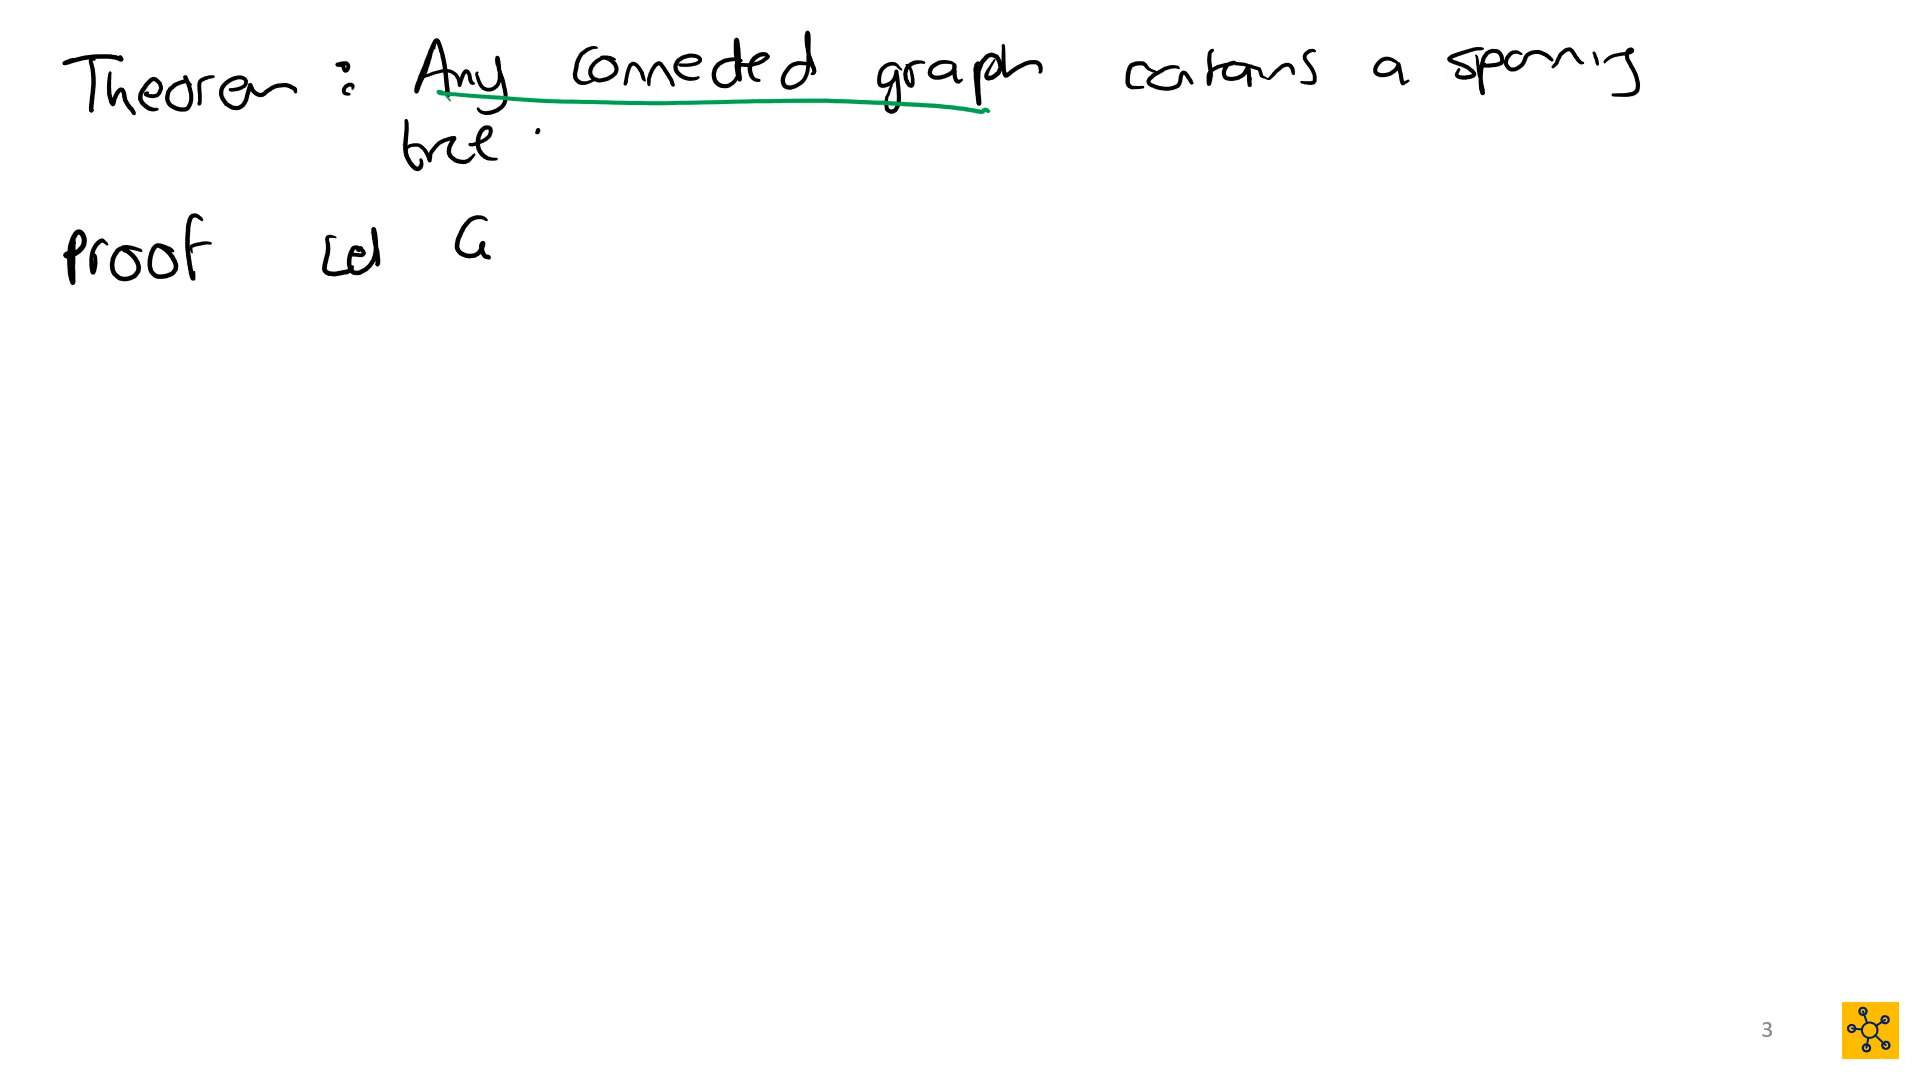 Theorem : Any connected graph contains a spanning
tree.
Proof Let G
3